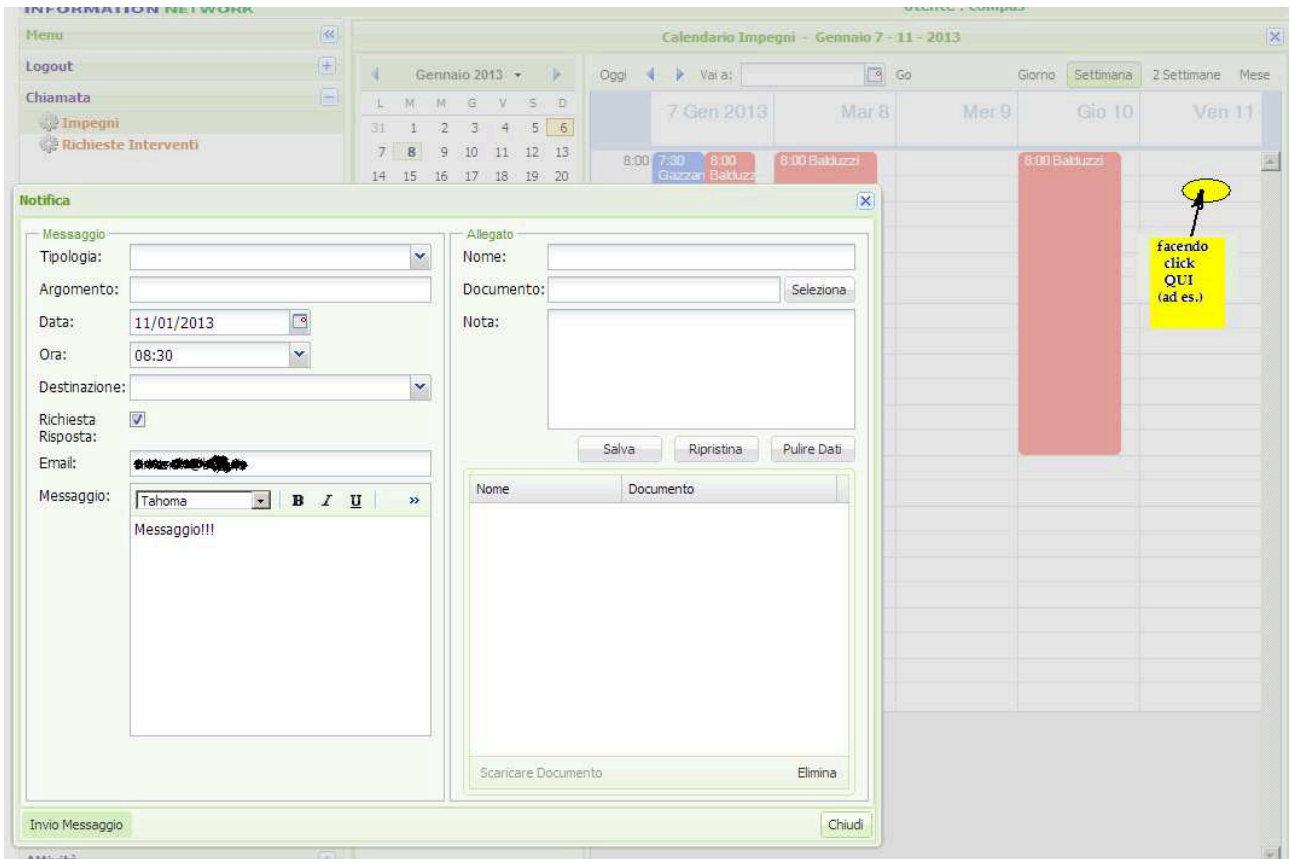 INFORMATION NETWORK
Utente : compas
Menu
Calendario Impegni - Gennaio 7 - 11 - 2013
Logout
Chiamata
Impegni
Richieste Interventi
Gennaio 2013
L M M G V S D
31 1 2 3 4 5 6
7 8 9 10 11 12 13
14 15 16 17 18 19 20
Oggi Vai a: Go Giorno Settimana 2 Settimane Mese
7 Gen 2013 Mar 8 Mer 9 Gio 10 Ven 11
8:00 7:30 8:00 8:00 Balduzzi 8:00 Balduzzi
Gazzan Balduzz
facendo
click
QUI
(ad es.)
Notifica
Messaggio
Tipologia:
Argomento:
Data: 11/01/2013
Ora: 08:30
Destinazione:
Richiesta
Risposta:
Email:
Messaggio: Tahoma B I U »
Messaggio!!!
Allegato
Nome:
Documento: Seleziona
Nota:
Salva Ripristina Pulire Dati
Nome Documento
Scaricare Documento Elimina
Invio Messaggio Chiudi
Attività